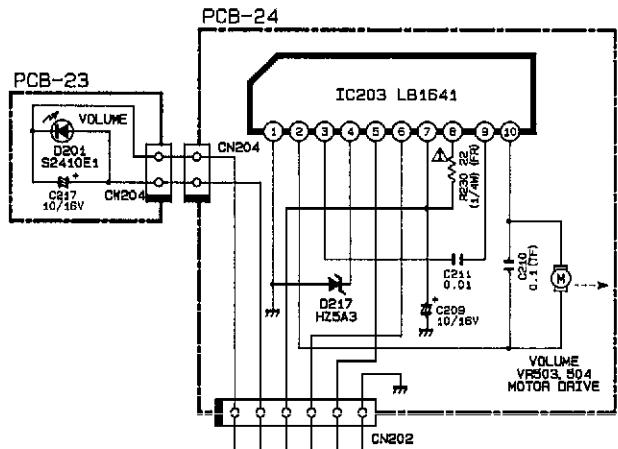 PCB-24
PCB-23
IC203 LB1641
1 2 3 4 5 6 7 8 9 10
VOLUME
D201
S2410E1
C217
10/16V
CW204
CN204
R230 22
(1/4W) (FR)
C211
0.01
C210
0.1(TF)
M
D217
HZ5A3
C209
10/16V
VOLUME
VR503, 504
MOTOR DRIVE
CN202